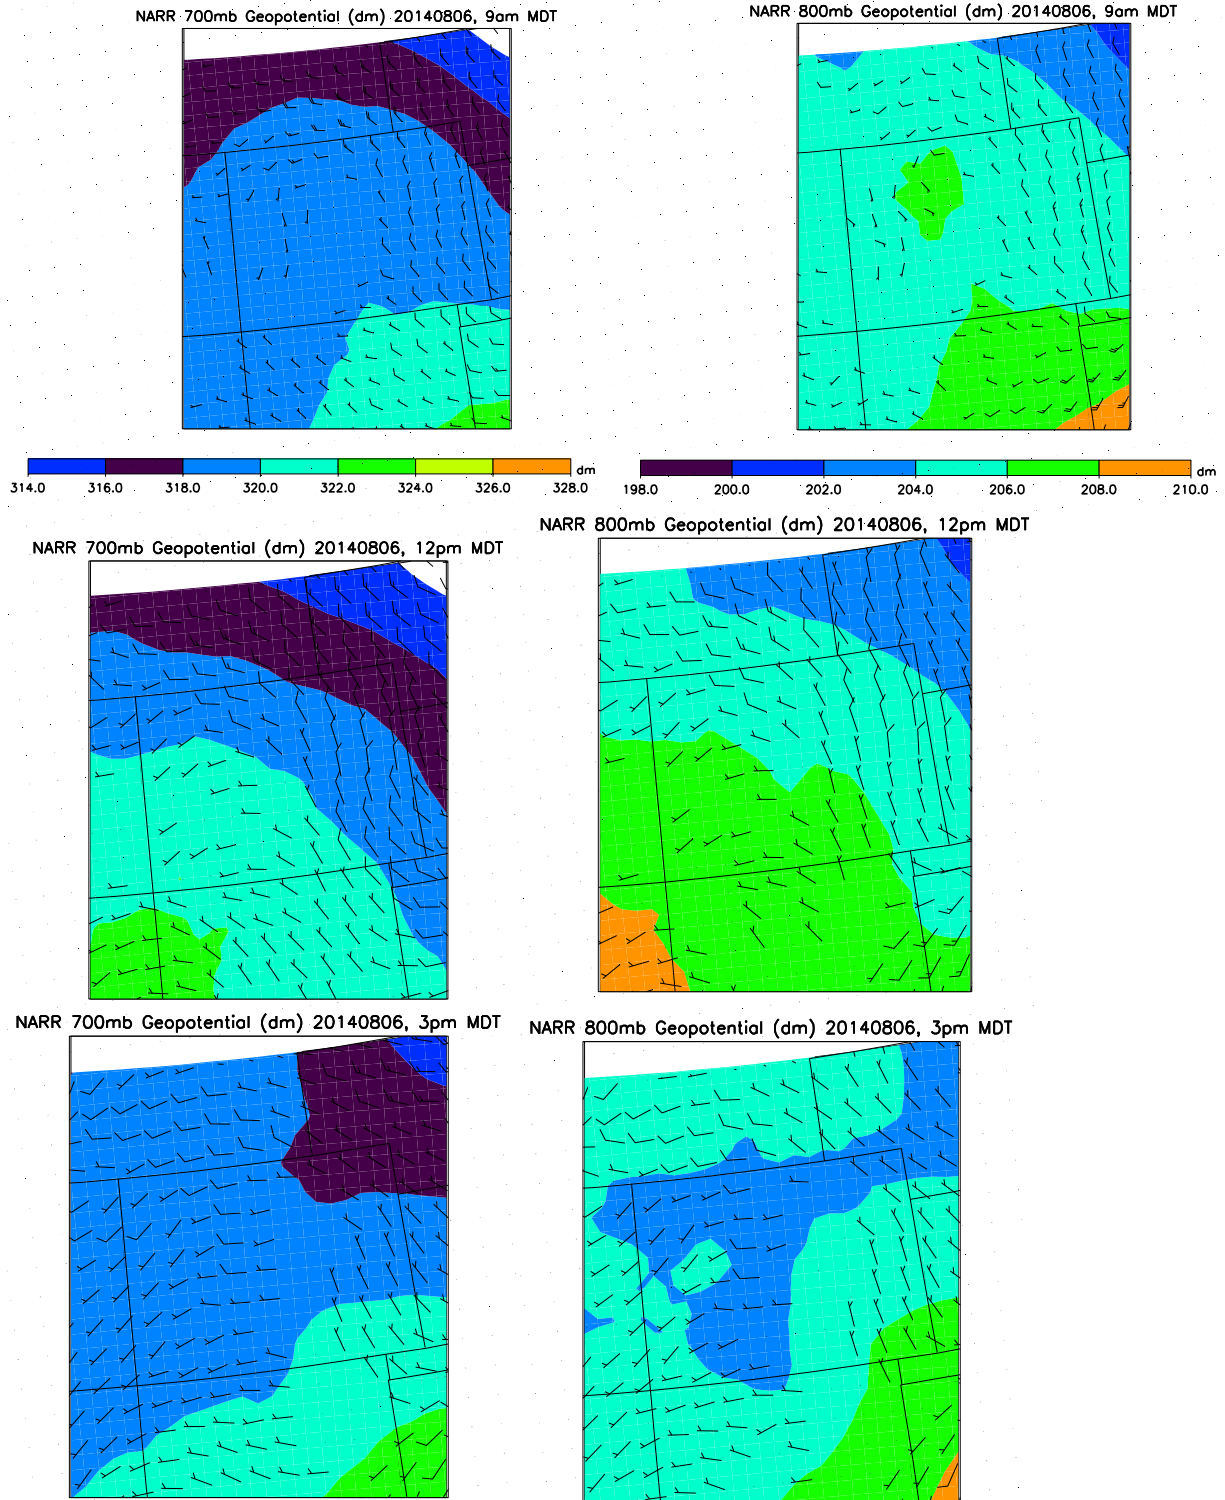 NARR 700mb Geopotential (dm) 20140806, 9am MDT
NARR 800mb Geopotential (dm) 20140806, 9am MDT
314.0 316.0 318.0 320.0 322.0 324.0 326.0 328.0 dm
198.0 200.0 202.0 204.0 206.0 208.0 210.0 dm
NARR 700mb Geopotential (dm) 20140806, 12pm MDT
NARR 800mb Geopotential (dm) 20140806, 12pm MDT
NARR 700mb Geopotential (dm) 20140806, 3pm MDT
NARR 800mb Geopotential (dm) 20140806, 3pm MDT